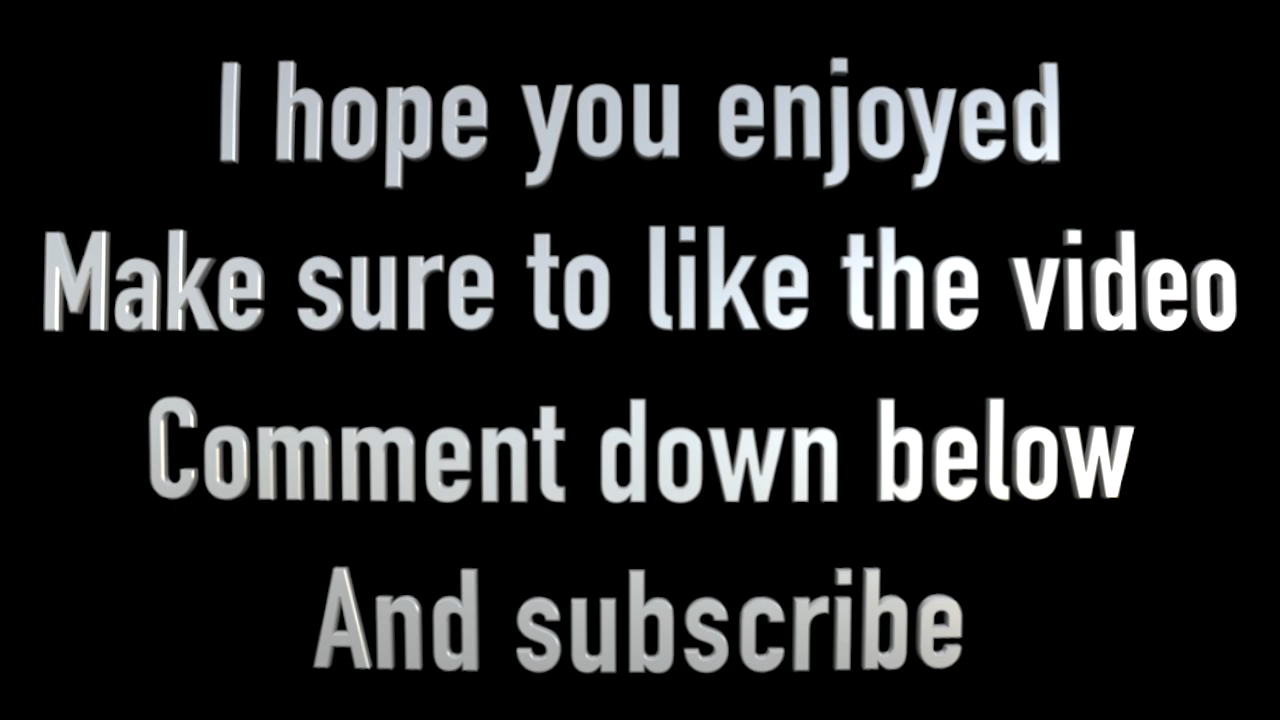 I hope you enjoyed
Make sure to like the video
Comment down below
And subscribe